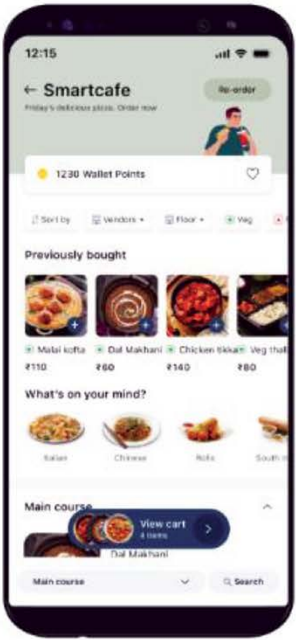 12:15
← Smartcafe
Re-order
Friday's delicious pizza. Order now
1230 Wallet Points
Sort by
Vendors
Floor
Veg
Previously bought
Malai kofta
Dal Makhani
Chicken tikka
Veg thali
₹110
₹60
₹140
₹80
What's on your mind?
Italian
Chinese
Rolls
South
Main course
View cart
4 items
Dal Makhani
Main course
Search